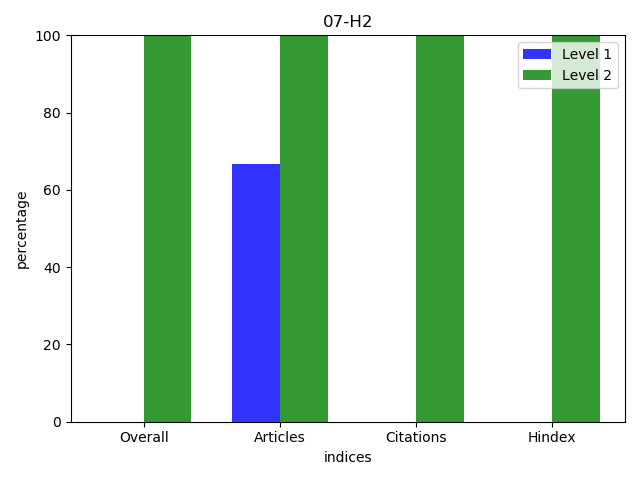 07-H2
Level 1
Level 2
percentage
100
80
60
40
20
0
Overall Articles Citations Hindex
indices